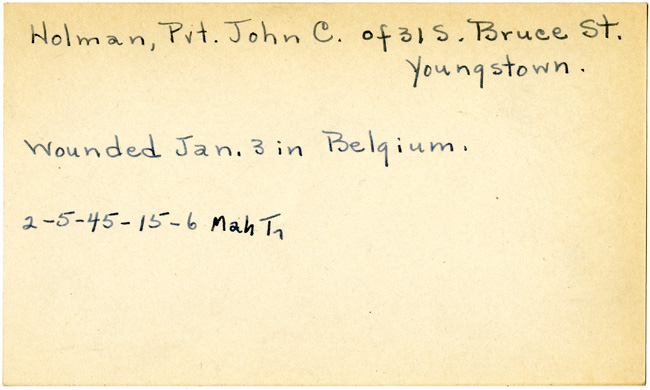 Holman, Pvt. John C. of 31 S. Bruce St.
Youngstown.
Wounded Jan. 3 in Belgium.
2-5-45-15-6 Mah Tr